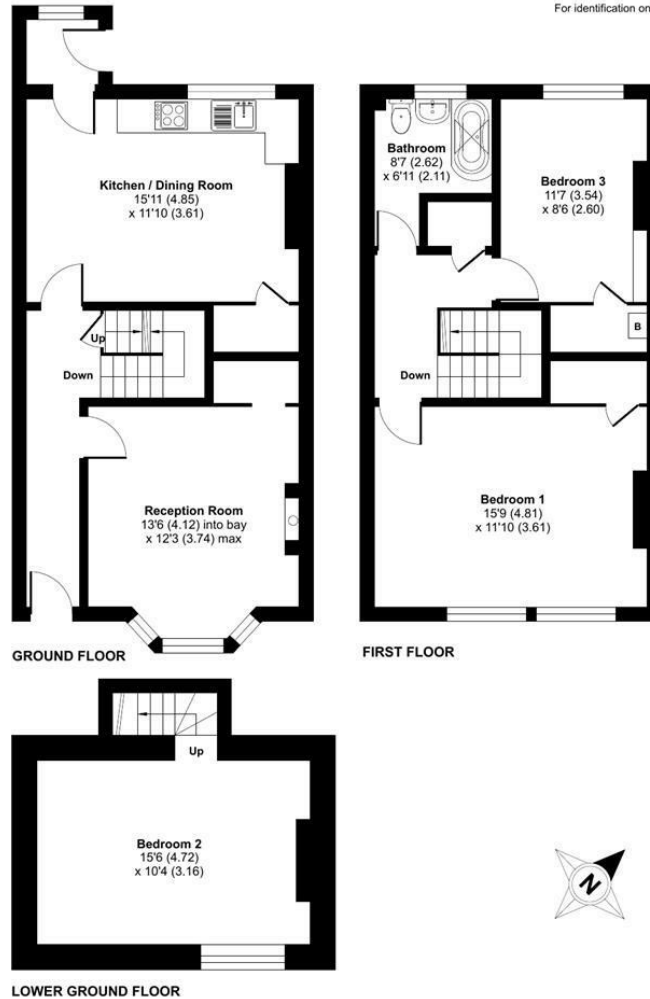 For identification on
Kitchen / Dining Room
15'11 (4.85)
x 11'10 (3.61)
Up
Down
Reception Room
13'6 (4.12) into bay
x 12'3 (3.74) max
GROUND FLOOR
Bathroom
8'7 (2.62)
x 6'11 (2.11)
Bedroom 3
11'7 (3.54)
x 8'6 (2.60)
B
Down
Bedroom 1
15'9 (4.81)
x 11'10 (3.61)
FIRST FLOOR
Up
Bedroom 2
15'6 (4.72)
x 10'4 (3.16)
N
LOWER GROUND FLOOR